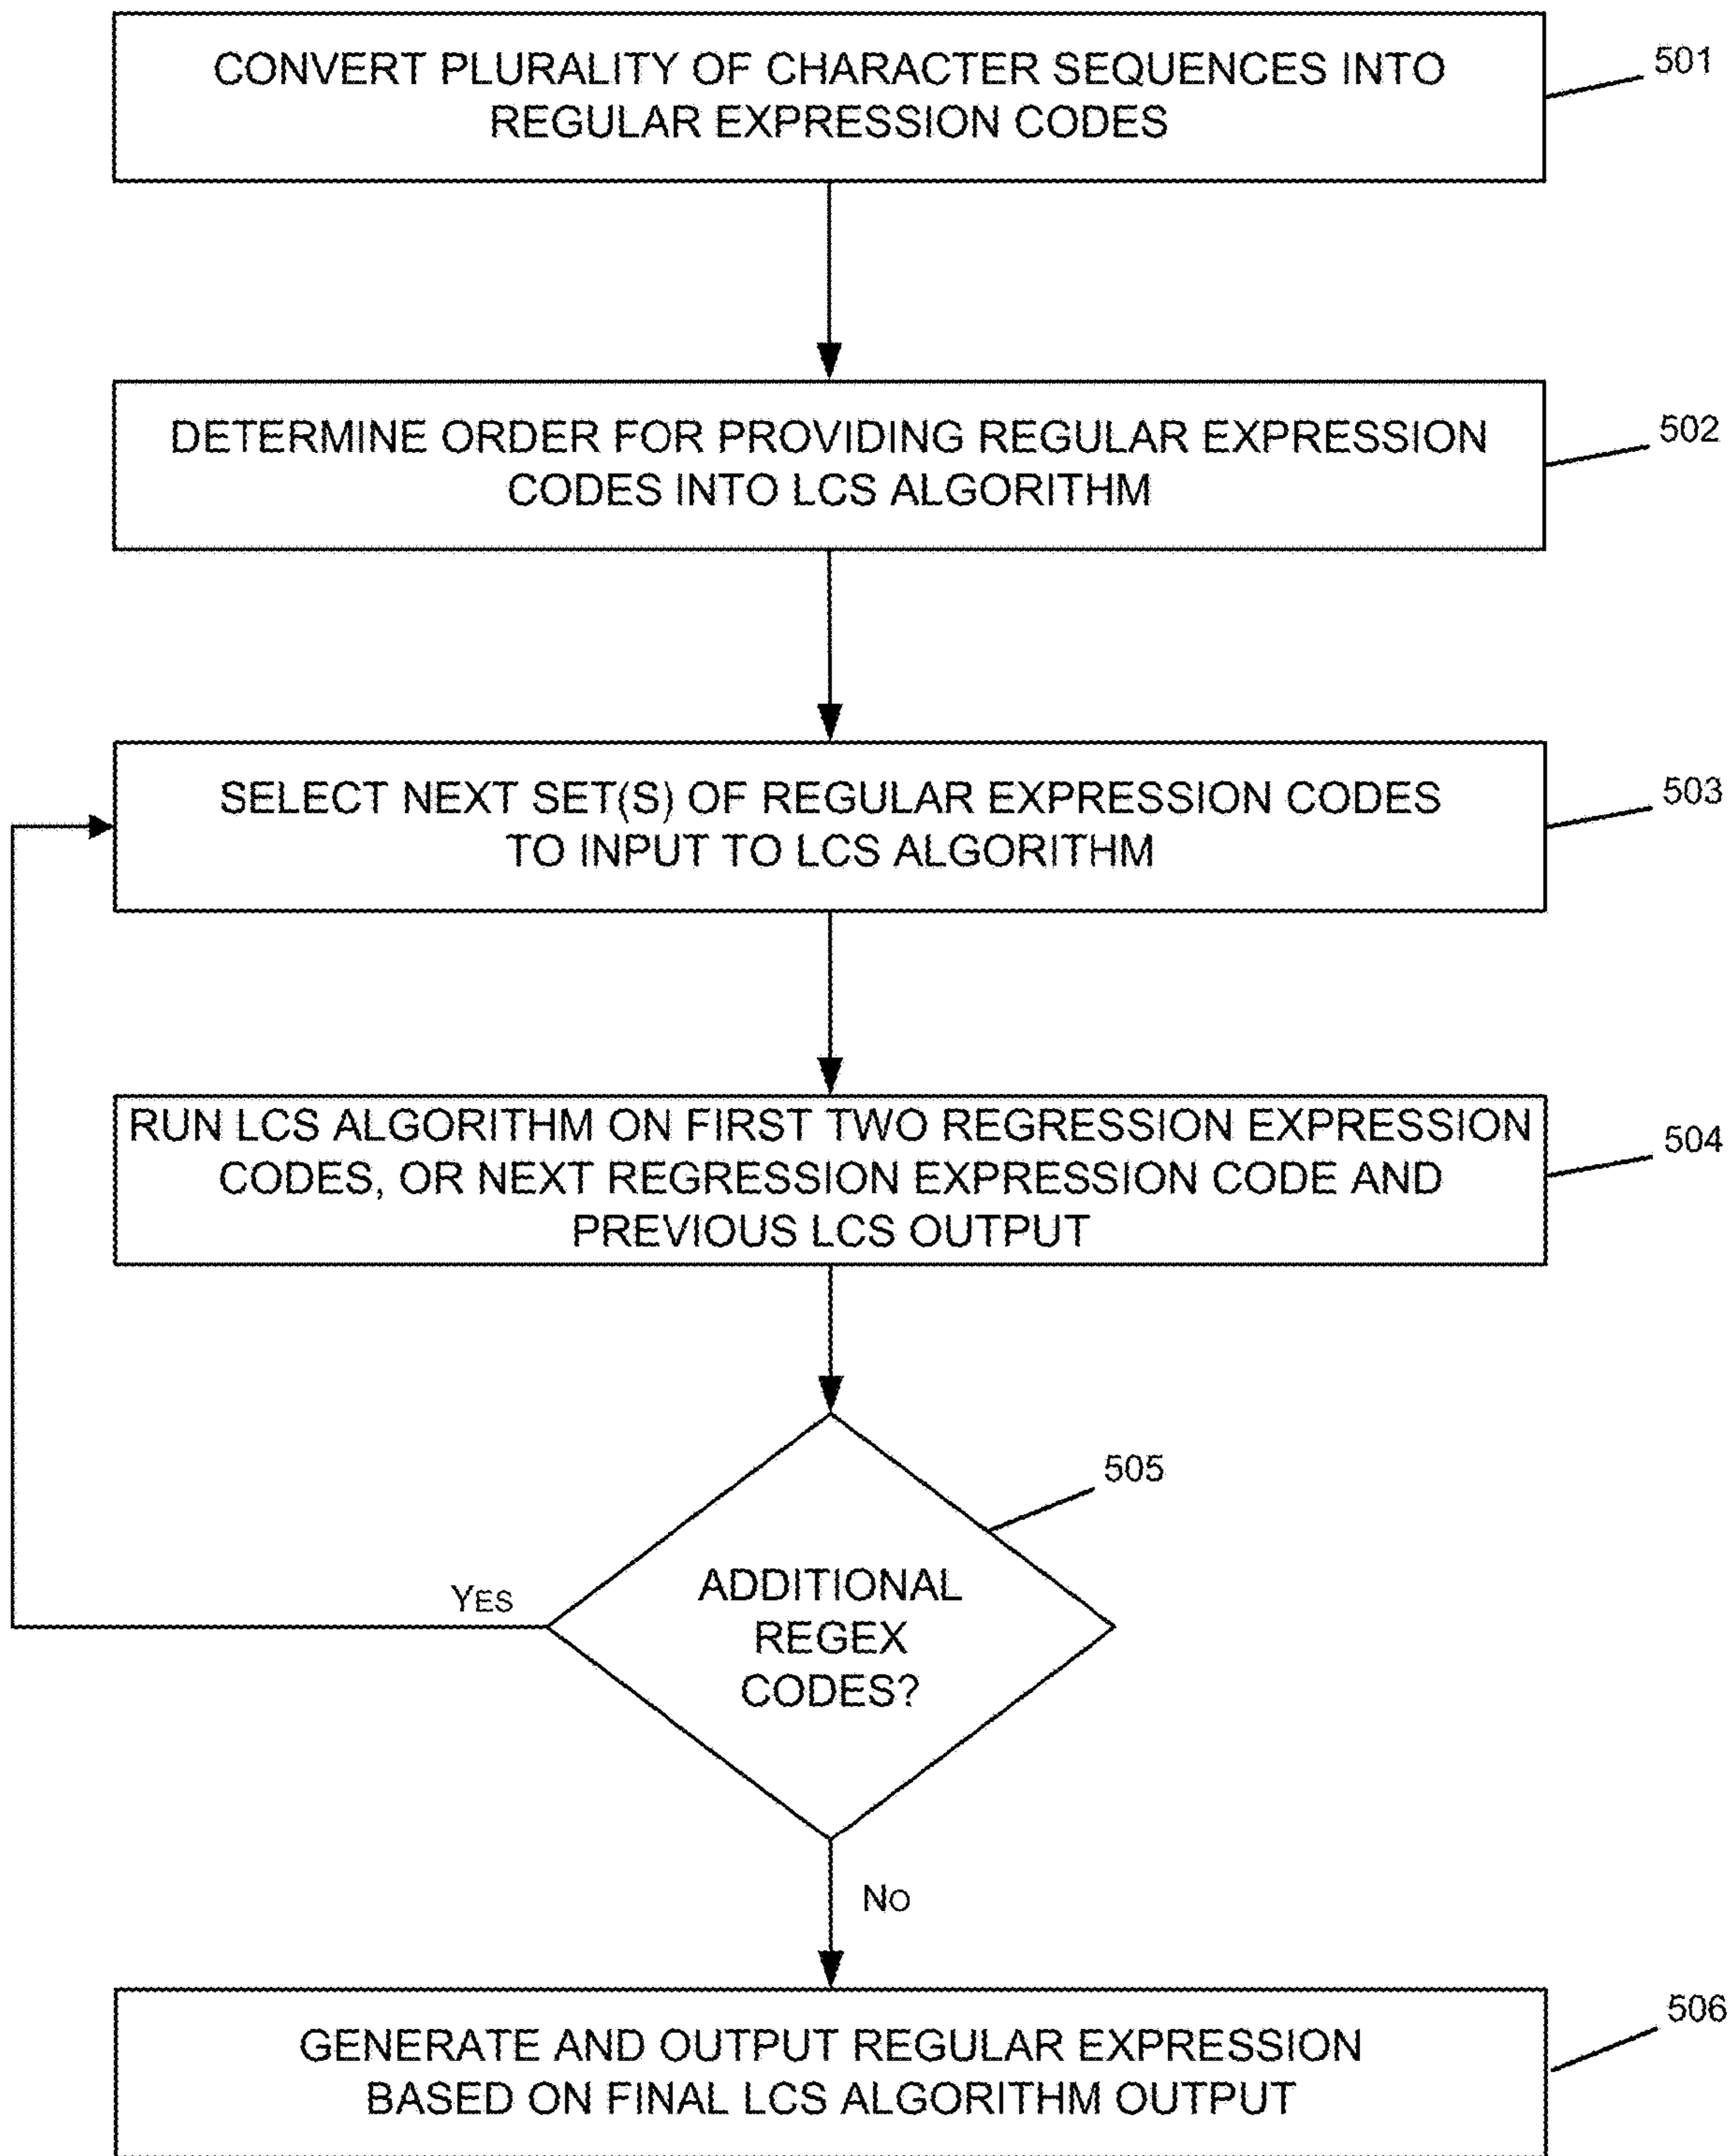 CONVERT PLURALITY OF CHARACTER SEQUENCES INTO
REGULAR EXPRESSION CODES
501
DETERMINE ORDER FOR PROVIDING REGULAR EXPRESSION
CODES INTO LCS ALGORITHM
502
SELECT NEXT SET(S) OF REGULAR EXPRESSION CODES
TO INPUT TO LCS ALGORITHM
503
RUN LCS ALGORITHM ON FIRST TWO REGRESSION EXPRESSION
CODES, OR NEXT REGRESSION EXPRESSION CODE AND
PREVIOUS LCS OUTPUT
504
505
YES
ADDITIONAL
REGEX
CODES?
NO
506
GENERATE AND OUTPUT REGULAR EXPRESSION
BASED ON FINAL LCS ALGORITHM OUTPUT